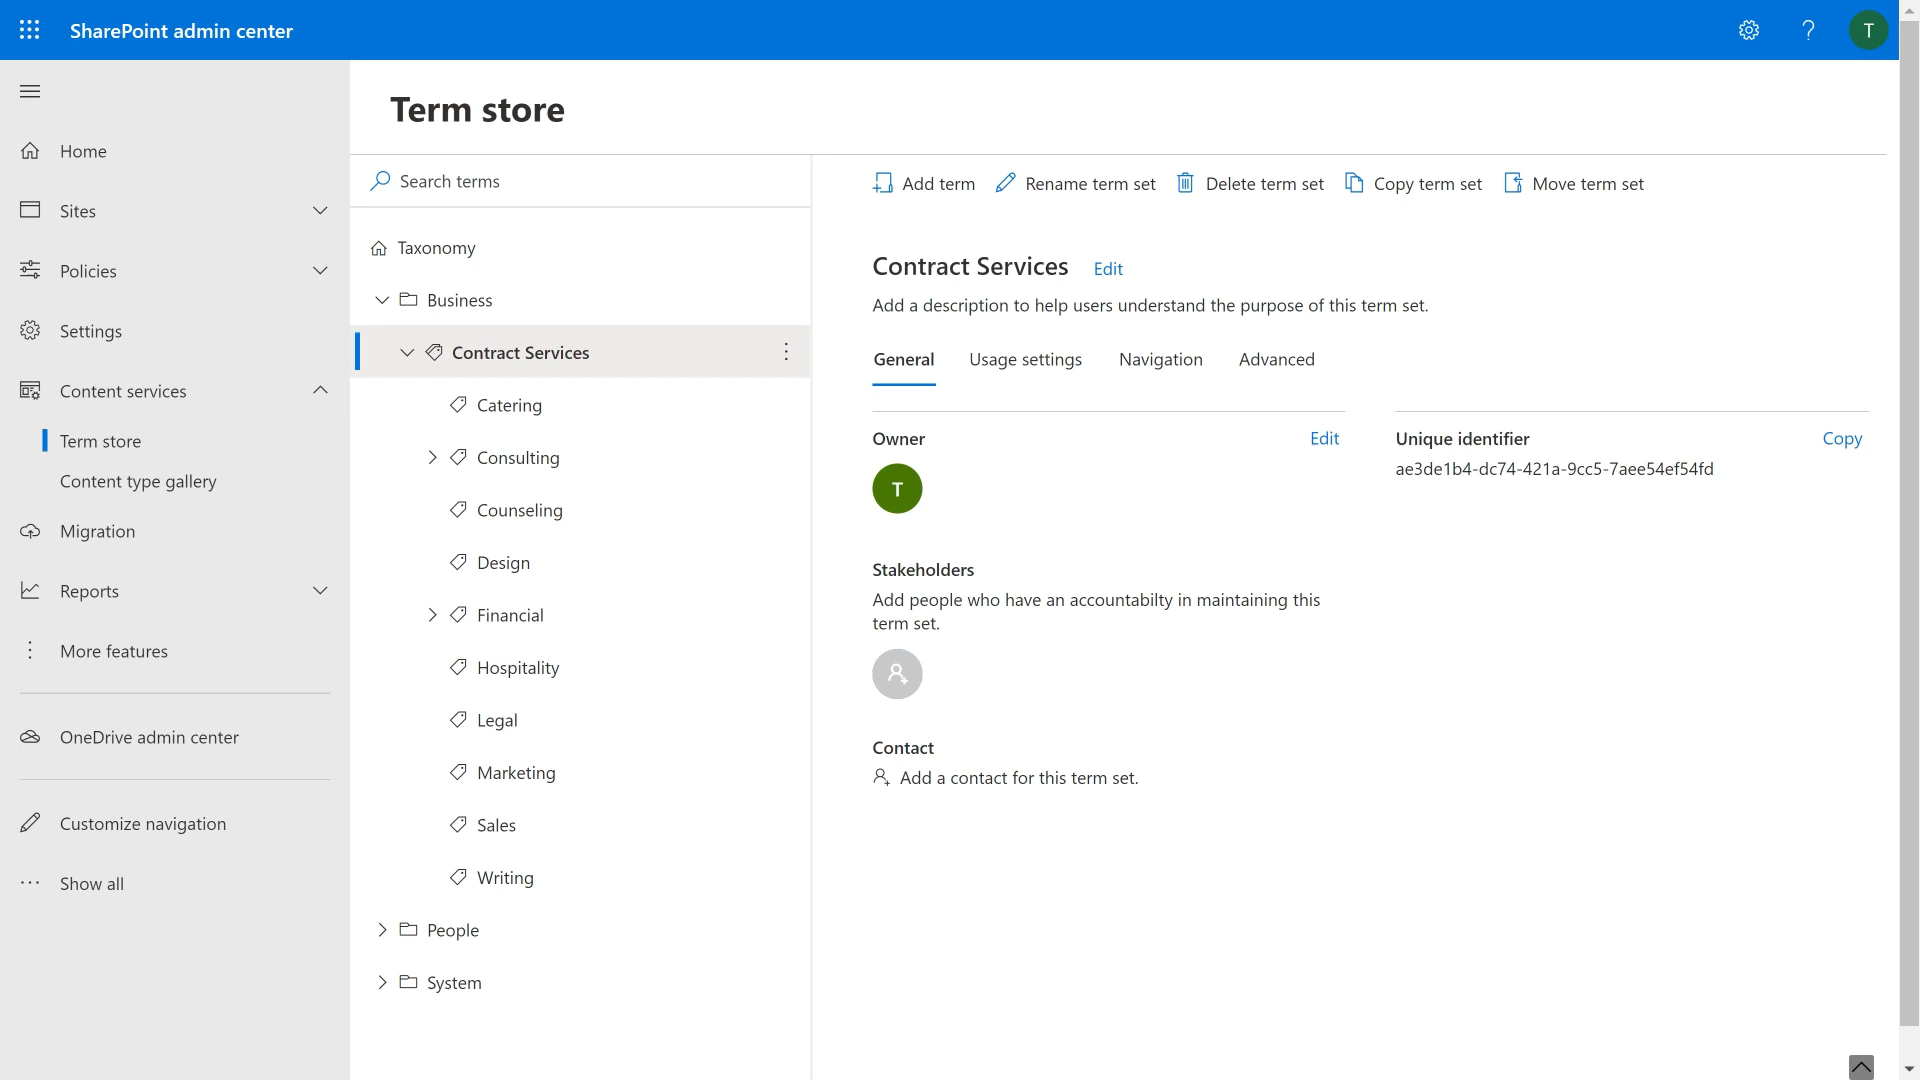 SharePoint admin center
?
T
Term store
Home
Sites
Policies
Settings
Content services
Term store
Content type gallery
Migration
Reports
More features
OneDrive admin center
Customize navigation
Show all
Search terms
Taxonomy
Business
Contract Services
Catering
Consulting
Counseling
Design
Financial
Hospitality
Legal
Marketing
Sales
Writing
People
System
Add term
Rename term set
Delete term set
Copy term set
Move term set
Contract Services
Edit
Add a description to help users understand the purpose of this term set.
General
Usage settings
Navigation
Advanced
Owner
Edit
T
Unique identifier
Copy
ae3de1b4-dc74-421a-9cc5-7aee54ef54fd
Stakeholders
Add people who have an accountabilty in maintaining this
term set.
Contact
Add a contact for this term set.